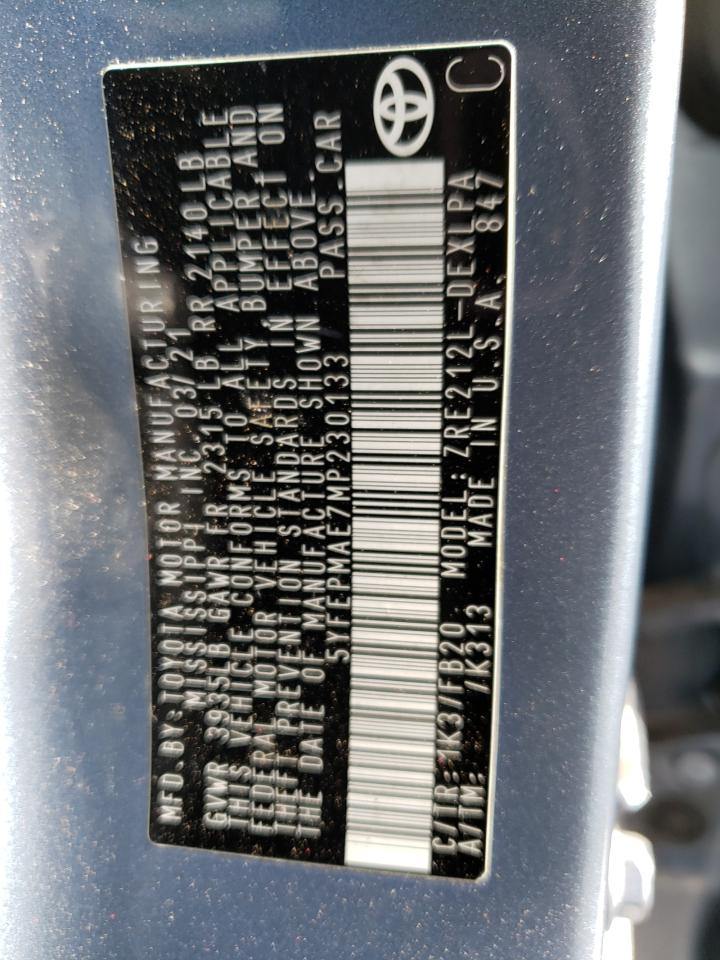 MFD.BY:TOYOTA MOTOR MANUFACTURING
MISSISSIPPI INC. 03/21
GVWR 3935LB GAWR FR 2315LB RR 2140LB
THIS VEHICLE CONFORMS TO ALL APPLICABLE
FEDERAL MOTOR VEHICLE SAFETY BUMPER AND
THEFT PREVENTION STANDARDS IN EFFECT ON
THE DATE OF MANUFACTURE SHOWN ABOVE.
5YFEPMAE7MP230133 PASS.CAR
C/TR: 1K3/FB20 MODEL: ZRE212L-DEXLPA
A/TM: /K313 MADE IN U.S.A. 847
C